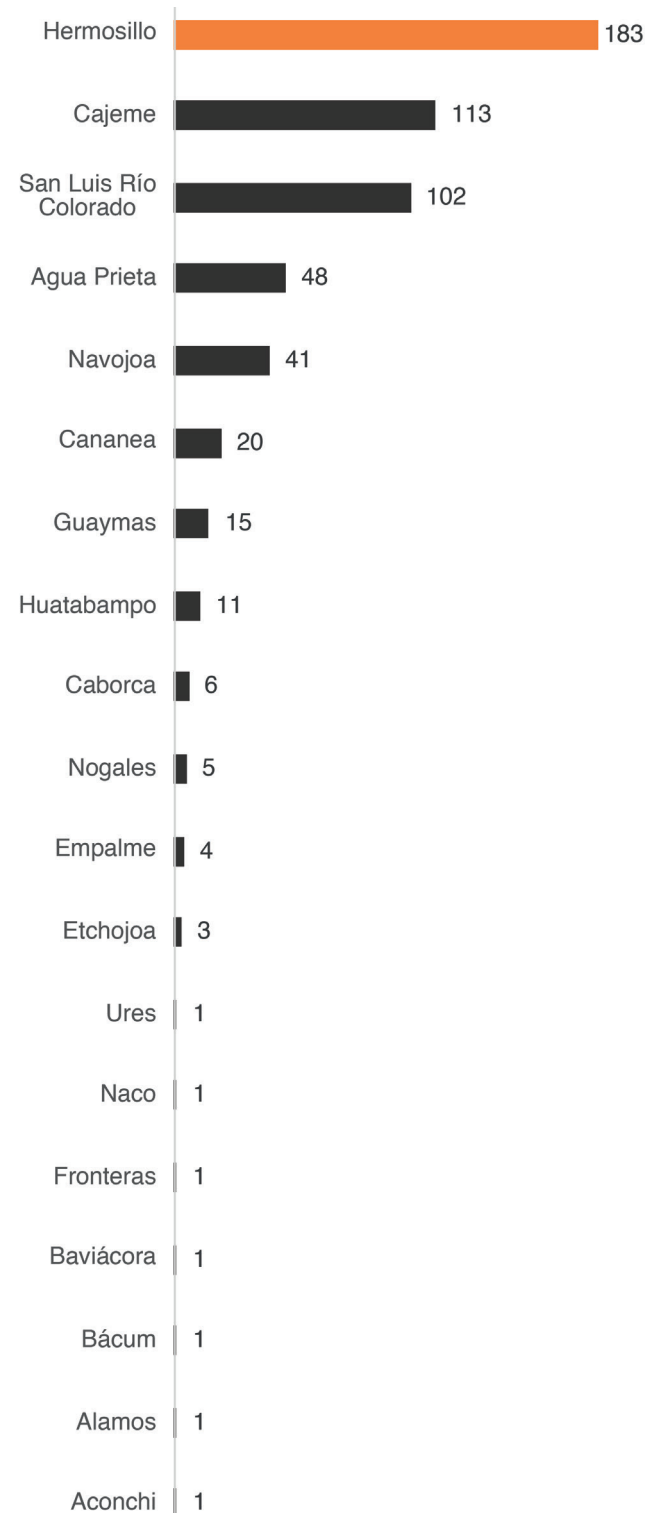 Hermosillo 183
Cajeme 113
San Luis Río
Colorado 102
Agua Prieta 48
Navojoa 41
Cananea 20
Guaymas 15
Huatabampo 11
Caborca 6
Nogales 5
Empalme 4
Etchojoa 3
Ures 1
Naco 1
Fronteras 1
Baviácora 1
Bácum 1
Alamos 1
Aconchi 1